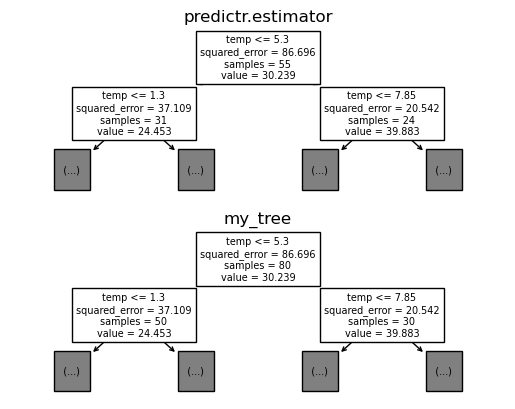 predictr.estimator
temp <= 5.3
squared_error = 86.696
samples = 55
value = 30.239
temp <= 1.3
squared_error = 37.109
samples = 31
value = 24.453
temp <= 7.85
squared_error = 20.542
samples = 24
value = 39.883
(...)
(...)
(...)
(...)
my_tree
temp <= 5.3
squared_error = 86.696
samples = 80
value = 30.239
temp <= 1.3
squared_error = 37.109
samples = 50
value = 24.453
temp <= 7.85
squared_error = 20.542
samples = 30
value = 39.883
(...)
(...)
(...)
(...)